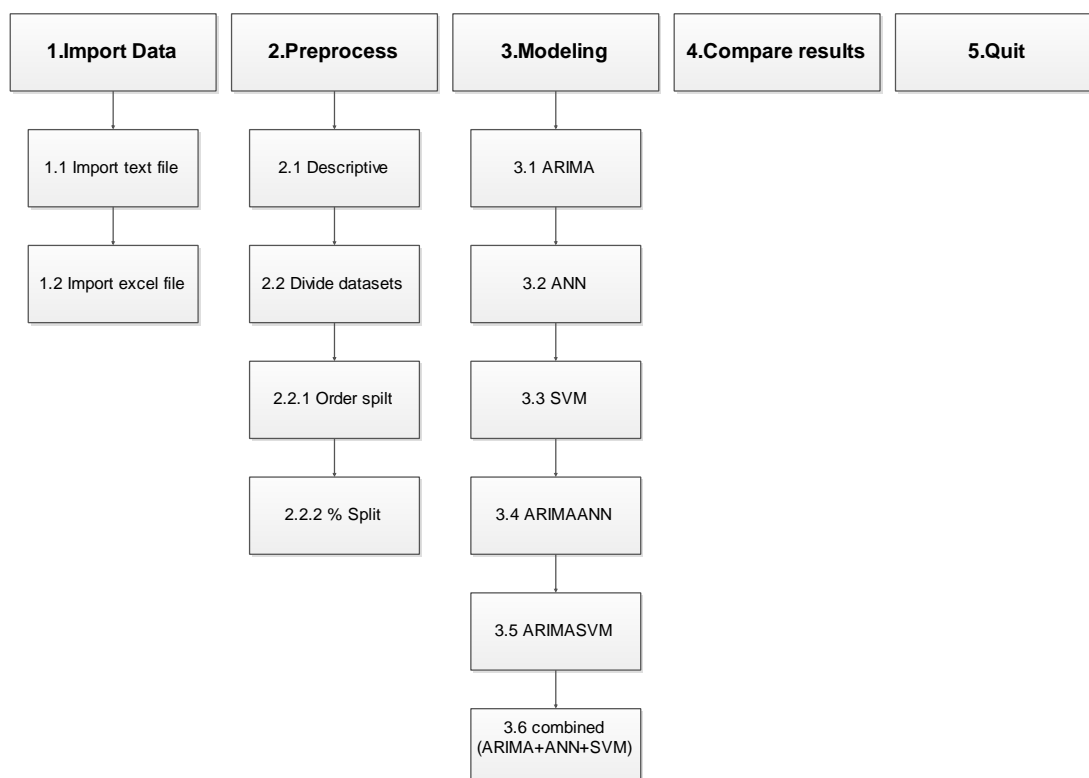 1.Import Data
2.Preprocess
3.Modeling
4.Compare results
5.Quit
1.1 Import text file
2.1 Descriptive
3.1 ARIMA
1.2 Import excel file
2.2 Divide datasets
3.2 ANN
2.2.1 Order spilt
3.3 SVM
2.2.2 % Split
3.4 ARIMAANN
3.5 ARIMASVM
3.6 combined
(ARIMA+ANN+SVM)